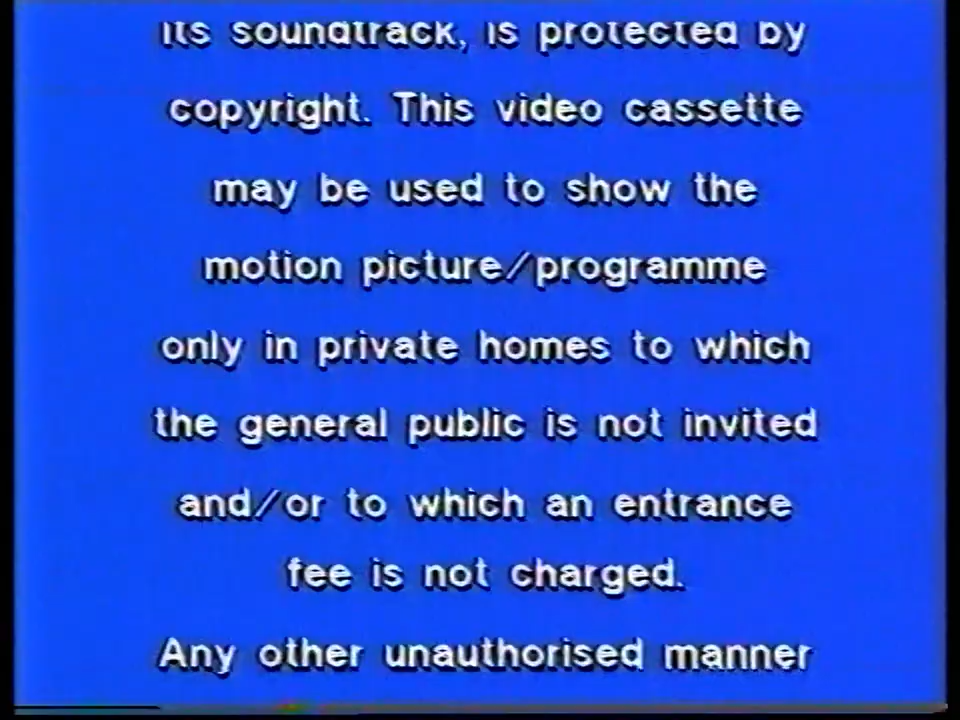 its soundtrack, is protected by
copyright. This video cassette
may be used to show the
motion picture/programme
only in private homes to which
the general public is not invited
and/or to which an entrance
fee is not charged.
Any other unauthorised manner